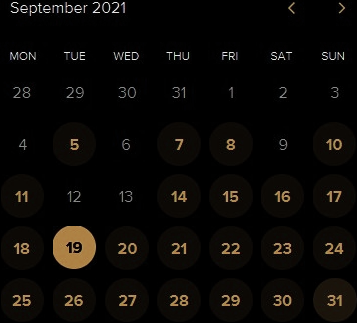 September 2021
MON TUE WED THU FRI SAT SUN
28 29 30 31 1 2 3
4 5 6 7 8 9 10
11 12 13 14 15 16 17
18 19 20 21 22 23 24
25 26 27 28 29 30 31